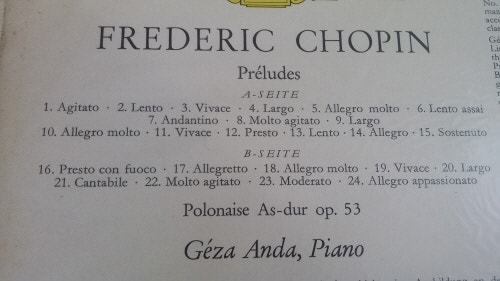 FREDERIC CHOPIN
Préludes
A-SEITE
1. Agitato · 2. Lento · 3. Vivace · 4. Largo · 5. Allegro molto · 6. Lento assai
7. Andantino · 8. Molto agitato · 9. Largo
10. Allegro molto · 11. Vivace · 12. Presto · 13. Lento · 14. Allegro · 15. Sostenuto
B-SEITE
16. Presto con fuoco · 17. Allegretto · 18. Allegro molto · 19. Vivace · 20. Largo
21. Cantabile · 22. Molto agitato · 23. Moderato · 24. Allegro appassionato
Polonaise As-dur op. 53
Géza Anda, Piano
No.